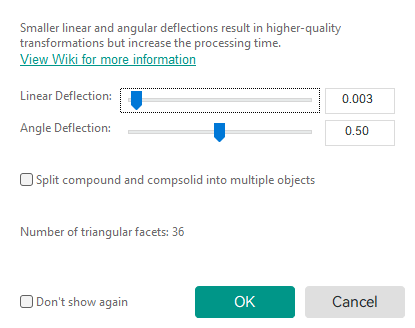 Smaller linear and angular deflections result in higher-quality
transformations but increase the processing time.
View Wiki for more information
Linear Deflection: 0.003
Angle Deflection: 0.50
Split compound and compsolid into multiple objects
Number of triangular facets: 36
Don't show again OK Cancel